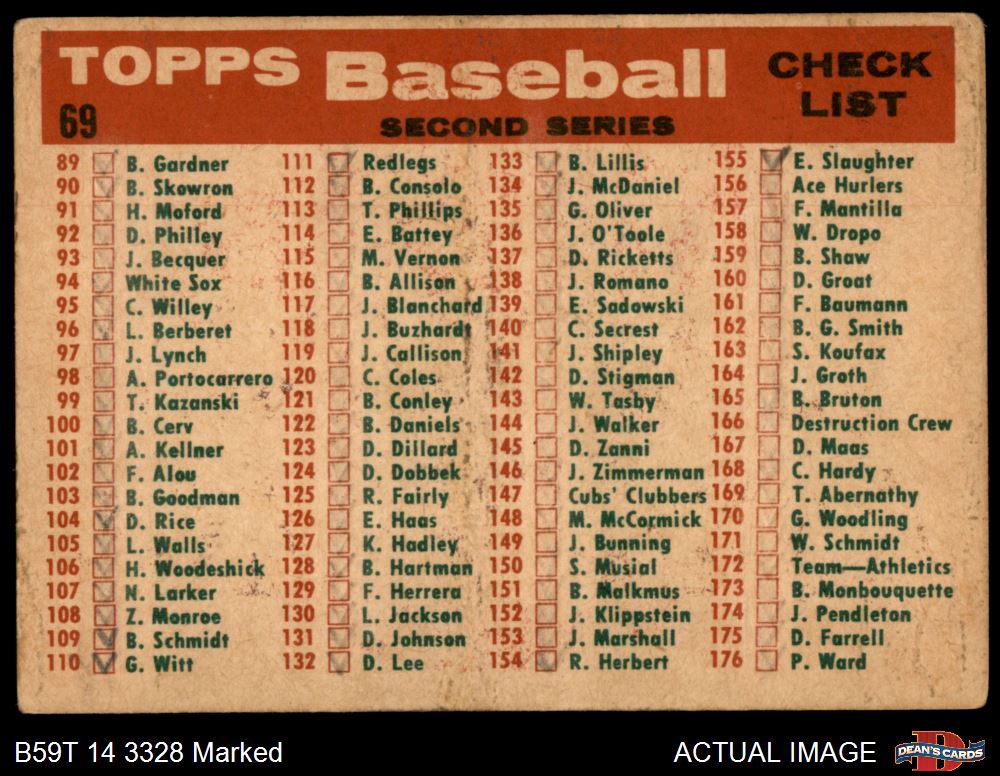 TOPPS Baseball CHECK LIST
69 SECOND SERIES
89 B. Gardner
90 B. Skowron
91 H. Moford
92 D. Philley
93 J. Becquer
94 White Sox
95 C. Willey
96 L. Berberet
97 J. Lynch
98 A. Portocarrero
99 T. Kazanski
100 B. Cerv
101 A. Kellner
102 F. Alou
103 B. Goodman
104 D. Rice
105 L. Walls
106 H. Woodeshick
107 N. Larker
108 Z. Monroe
109 B. Schmidt
110 G. Witt
111 Redlegs
112 B. Consolo
113 T. Phillips
114 E. Battey
115 M. Vernon
116 B. Allison
117 J. Blanchard
118 J. Buzhardt
119 J. Callison
120 C. Coles
121 B. Conley
122 B. Daniels
123 D. Dillard
124 D. Dobbek
125 R. Fairly
126 E. Haas
127 K. Hadley
128 B. Hartman
129 F. Herrera
130 L. Jackson
131 D. Johnson
132 D. Lee
133 B. Lillis
134 J. McDaniel
135 G. Oliver
136 J. O'Toole
137 D. Ricketts
138 J. Romano
139 E. Sadowski
140 C. Secrest
141 J. Shipley
142 D. Stigman
143 W. Tasby
144 J. Walker
145 D. Zanni
146 J. Zimmerman
147 Cubs' Clubbers
148 M. McCormick
149 J. Bunning
150 S. Musial
151 B. Malkmus
152 J. Klippstein
153 J. Marshall
154 R. Herbert
155 E. Slaughter
156 Ace Hurlers
157 F. Mantilla
158 W. Dropo
159 B. Shaw
160 D. Groat
161 F. Baumann
162 B. G. Smith
163 S. Koufax
164 J. Groth
165 B. Bruton
166 Destruction Crew
167 D. Maas
168 C. Hardy
169 T. Abernathy
170 G. Woodling
171 W. Schmidt
172 Team—Athletics
173 B. Monbouquette
174 J. Pendleton
175 D. Farrell
176 P. Ward
B59T 14 3328 Marked
ACTUAL IMAGE
DEAN'S CARDS